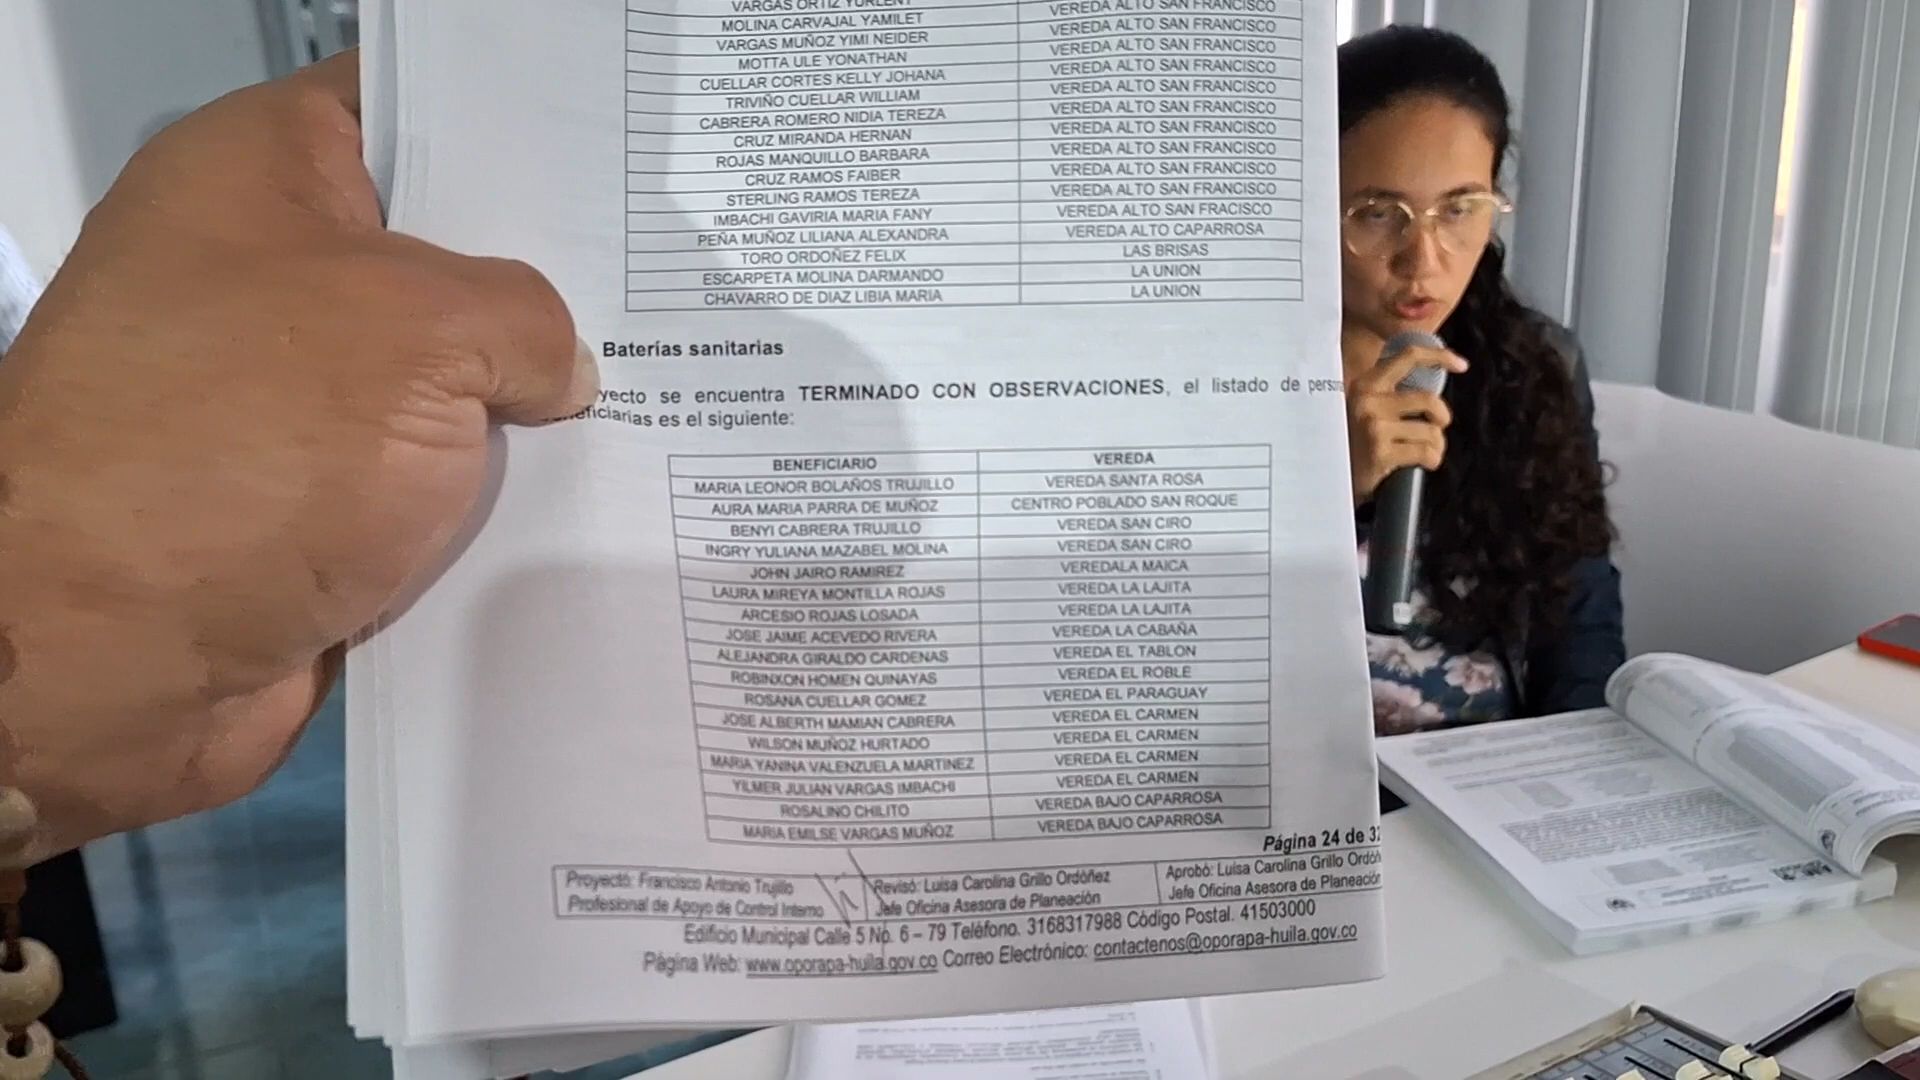 VARGAS ORTIZ YURLENY VEREDA ALTO SAN FRANCISCO
MOLINA CARVAJAL YAMILET VEREDA ALTO SAN FRANCISCO
VARGAS MUÑOZ YIMI NEIDER VEREDA ALTO SAN FRANCISCO
MOTTA ULE YONATHAN VEREDA ALTO SAN FRANCISCO
CUELLAR CORTES KELLY JOHANA VEREDA ALTO SAN FRANCISCO
TRIVIÑO CUELLAR WILLIAM VEREDA ALTO SAN FRANCISCO
CABRERA ROMERO NIDIA TEREZA VEREDA ALTO SAN FRANCISCO
CRUZ MIRANDA HERNAN VEREDA ALTO SAN FRANCISCO
ROJAS MANQUILLO BARBARA VEREDA ALTO SAN FRANCISCO
CRUZ RAMOS FAIBER VEREDA ALTO SAN FRANCISCO
STERLING RAMOS TEREZA VEREDA ALTO SAN FRANCISCO
IMBACHI GAVIRIA MARIA FANY VEREDA ALTO SAN FRACISCO
PEÑA MUÑOZ LILIANA ALEXANDRA VEREDA ALTO CAPARROSA
TORO ORDOÑEZ FELIX LAS BRISAS
ESCARPETA MOLINA DARMANDO LA UNION
CHAVARRO DE DIAZ LIBIA MARIA LA UNION
Baterías sanitarias
yecto se encuentra TERMINADO CON OBSERVACIONES, el listado de perso
eficiarias es el siguiente:
BENEFICIARIO VEREDA
MARIA LEONOR BOLAÑOS TRUJILLO VEREDA SANTA ROSA
AURA MARIA PARRA DE MUÑOZ CENTRO POBLADO SAN ROQUE
BENYI CABRERA TRUJILLO VEREDA SAN CIRO
INGRY YULIANA MAZABEL MOLINA VEREDA SAN CIRO
JOHN JAIRO RAMIREZ VEREDALA MAICA
LAURA MIREYA MONTILLA ROJAS VEREDA LA LAJITA
ARCESIO ROJAS LOSADA VEREDA LA LAJITA
JOSE JAIME ACEVEDO RIVERA VEREDA LA CABAÑA
ALEJANDRA GIRALDO CARDENAS VEREDA EL TABLON
ROBINXON HOMEN QUINAYAS VEREDA EL ROBLE
ROSANA CUELLAR GOMEZ VEREDA EL PARAGUAY
JOSE ALBERTH MAMIAN CABRERA VEREDA EL CARMEN
WILSON MUÑOZ HURTADO VEREDA EL CARMEN
MARIA YANINA VALENZUELA MARTINEZ VEREDA EL CARMEN
YILMER JULIAN VARGAS IMBACHI VEREDA EL CARMEN
ROSALINO CHILITO VEREDA BAJO CAPARROSA
MARIA EMILSE VARGAS MUÑOZ VEREDA BAJO CAPARROSA
Página 24 de 3
Proyectó: Francisco Antonio Trujillo Revisó: Luisa Carolina Grillo Ordóñez Aprobó: Luisa Carolina Grillo Ordóñ
Profesional de Apoyo de Control Interno Jefe Oficina Asesora de Planeación Jefe Oficina Asesora de Planeación
Edificio Municipal Calle 5 No. 6 – 79 Teléfono. 3168317988 Código Postal. 41503000
Página Web: www.oporapa-huila.gov.co Correo Electrónico: contactenos@oporapa-huila.gov.co